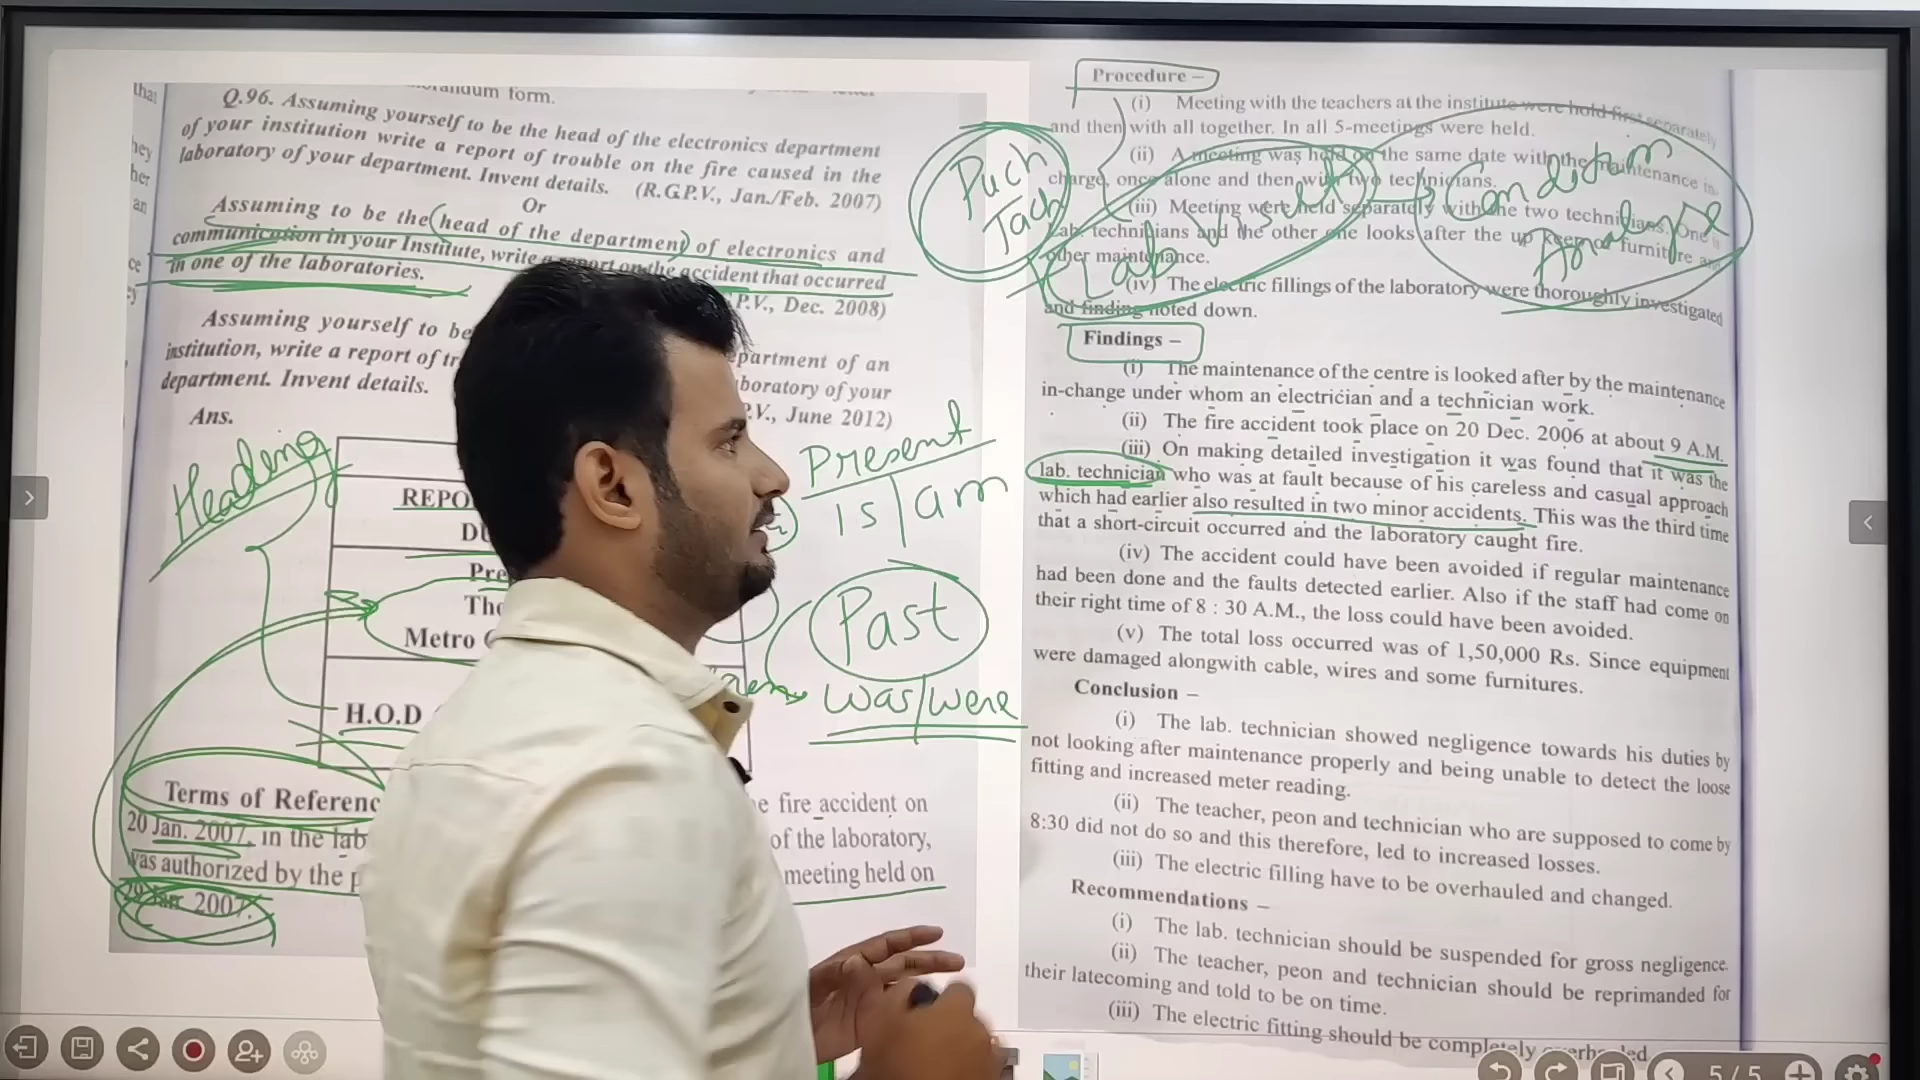 that
hey
her
an
ce
memorandum form.
Q.96. Assuming yourself to be the head of the electronics department
of your institution write a report of trouble on the fire caused in the
laboratory of your department. Invent details. (R.G.P.V., Jan./Feb. 2007)
Or
Assuming to be the head of the department of electronics and
communication in your Institute, write a report on the accident that occurred
in one of the laboratories.
P.V., Dec. 2008)
Assuming yourself to be
partment of an
institution, write a report of tr
boratory of your
department. Invent details.
P.V., June 2012)
Ans.
Heading
REPO
DU
Pre
Tho
Metro
H.O.D
Present
is/am
Past
was/were
Terms of Referenc
e fire accident on
20 Jan. 2007, in the lab
of the laboratory,
was authorized by the p
meeting held on
2007.
Procedure –
(i) Meeting with the teachers at the institute were hold first separately
and then with all together. In all 5-meetings were held.
(ii) A meeting was held on the same date with the maintenance in
charge, once alone and then with two technicians.
(iii) Meeting were held separately with the two technicians. One is
Lab. technicians and the other one looks after the up keep of furniture and
other maintenance.
(iv) The electric fillings of the laboratory were thoroughly investigated
and finding noted down.
Puch
Tach
Lab visit
Condition
Findings –
(i) The maintenance of the centre is looked after by the maintenance
in-change under whom an electrician and a technician work.
(ii) The fire accident took place on 20 Dec. 2006 at about 9 A.M.
(iii) On making detailed investigation it was found that it was the
lab. technician who was at fault because of his careless and casual approach
which had earlier also resulted in two minor accidents. This was the third time
that a short-circuit occurred and the laboratory caught fire.
(iv) The accident could have been avoided if regular maintenance
had been done and the faults detected earlier. Also if the staff had come on
their right time of 8 : 30 A.M., the loss could have been avoided.
(v) The total loss occurred was of 1,50,000 Rs. Since equipment
were damaged alongwith cable, wires and some furnitures.
Conclusion –
(i) The lab. technician showed negligence towards his duties by
not looking after maintenance properly and being unable to detect the loose
fitting and increased meter reading.
(ii) The teacher, peon and technician who are supposed to come by
8:30 did not do so and this therefore, led to increased losses.
(iii) The electric filling have to be overhauled and changed.
Recommendations –
(i) The lab. technician should be suspended for gross negligence.
(ii) The teacher, peon and technician should be reprimanded for
their latecoming and told to be on time.
(iii) The electric fitting should be completely
5/5